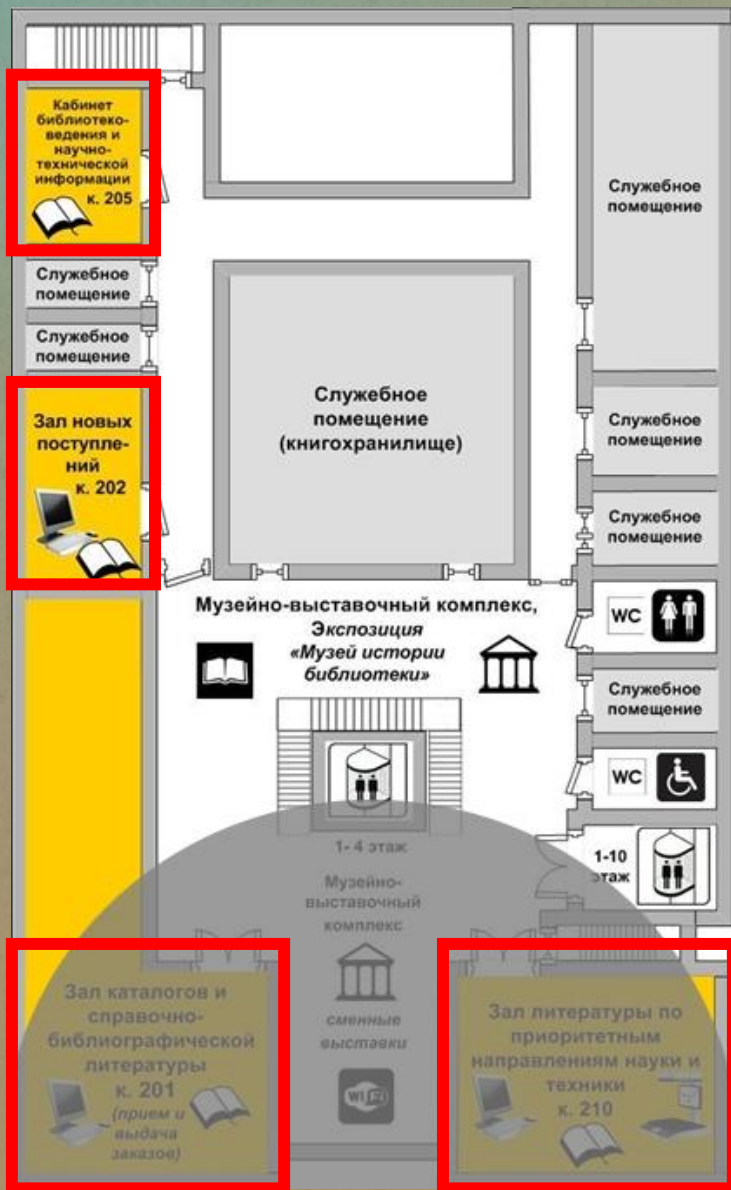 Кабинет
библиотеко-
ведения и
научно-
технической
информации
к. 205
Служебное
помещение
Служебное
помещение
Служебное
помещение
Служебное
помещение
(книгохранилище)
Зал новых
поступле-
ний
к. 202
Служебное
помещение
Служебное
помещение
Музейно-выставочный комплекс,
Экспозиция
«Музей истории
библиотеки»
WC
Служебное
помещение
WC
1- 4 этаж
1-10
этаж
Музейно-
выставочный
комплекс
сменные
выставки
Wi Fi
Зал каталогов и
справочно-
библиографической
литературы
к. 201
(прием и
выдача
заказов)
Зал литературы по
приоритетным
направлениям науки и
техники
к. 210